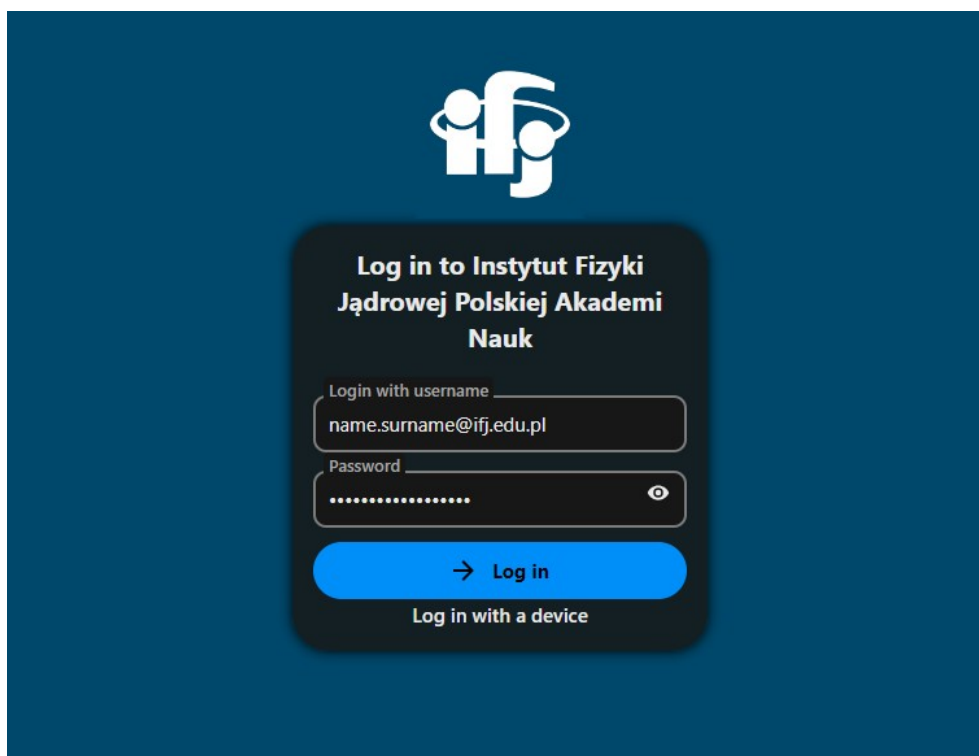 ifj
Log in to Instytut Fizyki
Jądrowej Polskiej Akademi
Nauk
Login with username
name.surname@ifj.edu.pl
Password
••••••••••••••••••
Log in
Log in with a device